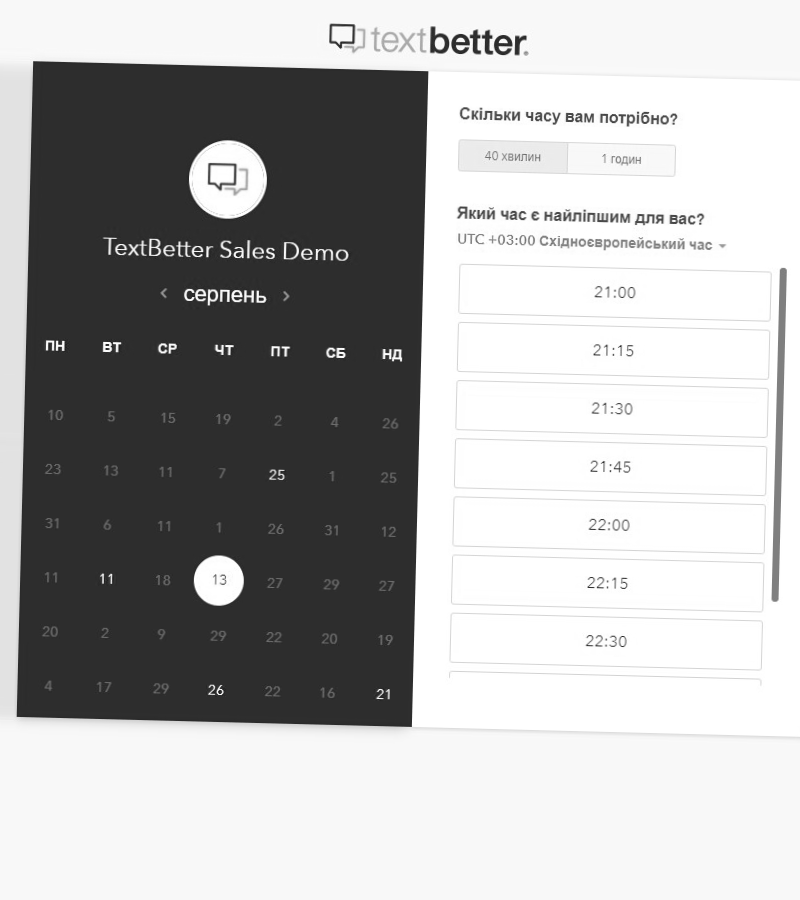 textbetter.
TextBetter Sales Demo
< серпень >
ПН ВТ СР ЧТ ПТ СБ НД
10 5 15 19 2 4 26
23 13 11 7 25 1 25
31 6 11 1 26 31 12
11 11 18 13 27 29 27
20 2 9 29 22 20 19
4 17 29 26 22 16 21
Скільки часу вам потрібно?
40 хвилин 1 годин
Який час є найліпшим для вас?
UTC +03:00 Східноєвропейський час
21:00
21:15
21:30
21:45
22:00
22:15
22:30